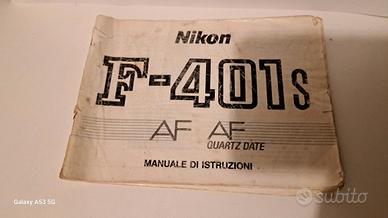 Nikon
F-401s
AF AF
QUARTZ DATE
MANUALE DI ISTRUZIONI
Galaxy A53 5G
subito